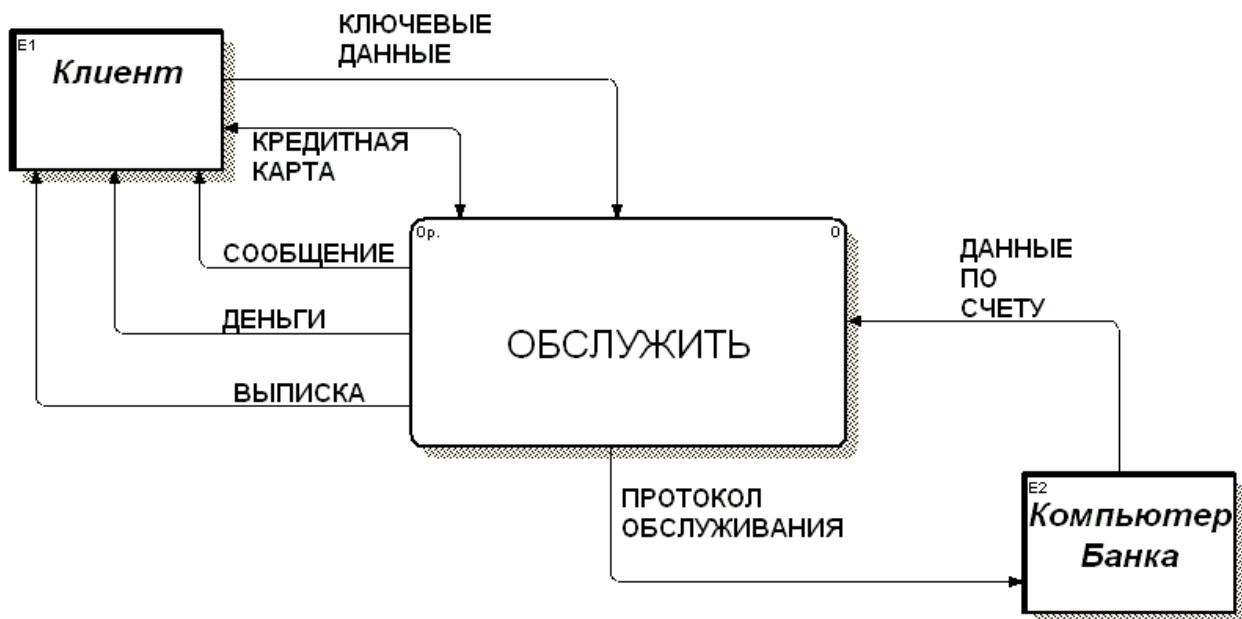 E1
Клиент
КЛЮЧЕВЫЕ
ДАННЫЕ
КРЕДИТНАЯ
КАРТА
СООБЩЕНИЕ
ДЕНЬГИ
ВЫПИСКА
0р.
0
ОБСЛУЖИТЬ
ДАННЫЕ
ПО
СЧЕТУ
ПРОТОКОЛ
ОБСЛУЖИВАНИЯ
E2
Компьютер
Банка